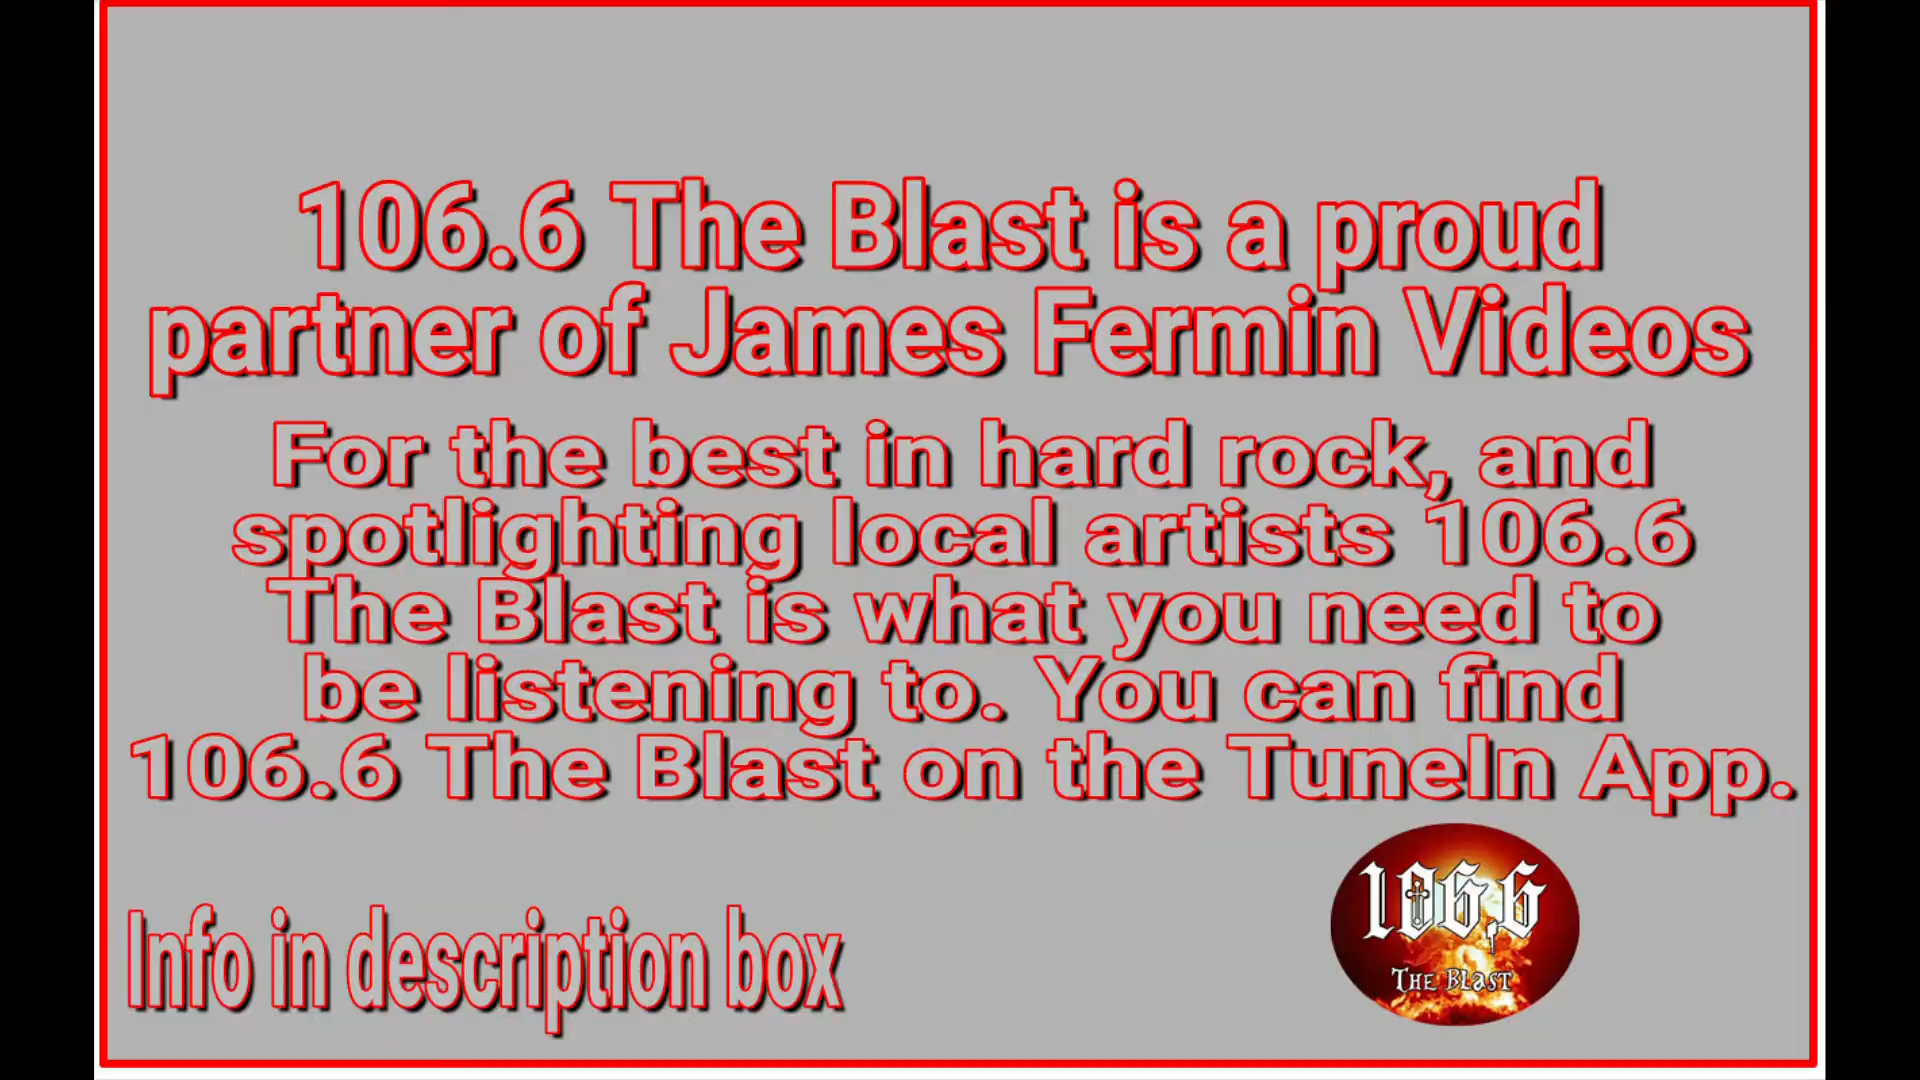 106.6 The Blast is a proud
partner of James Fermin Videos
For the best in hard rock, and
spotlighting local artists 106.6
The Blast is what you need to
be listening to. You can find
106.6 The Blast on the TuneIn App.
Info in description box
106.6
The Blast